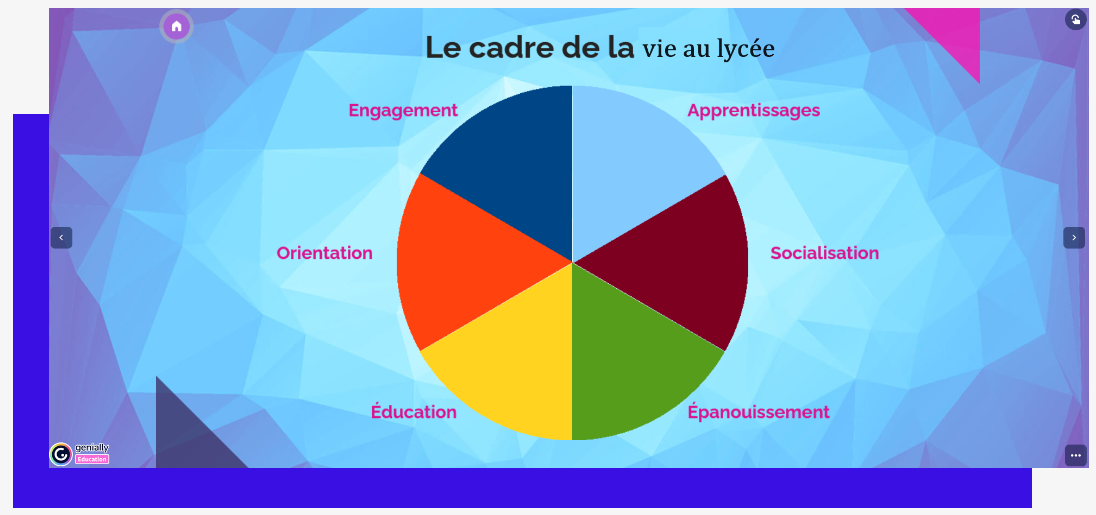 Le cadre de la vie au lycée
Engagement
Apprentissages
Orientation
Socialisation
Éducation
Épanouissement
genially
Education